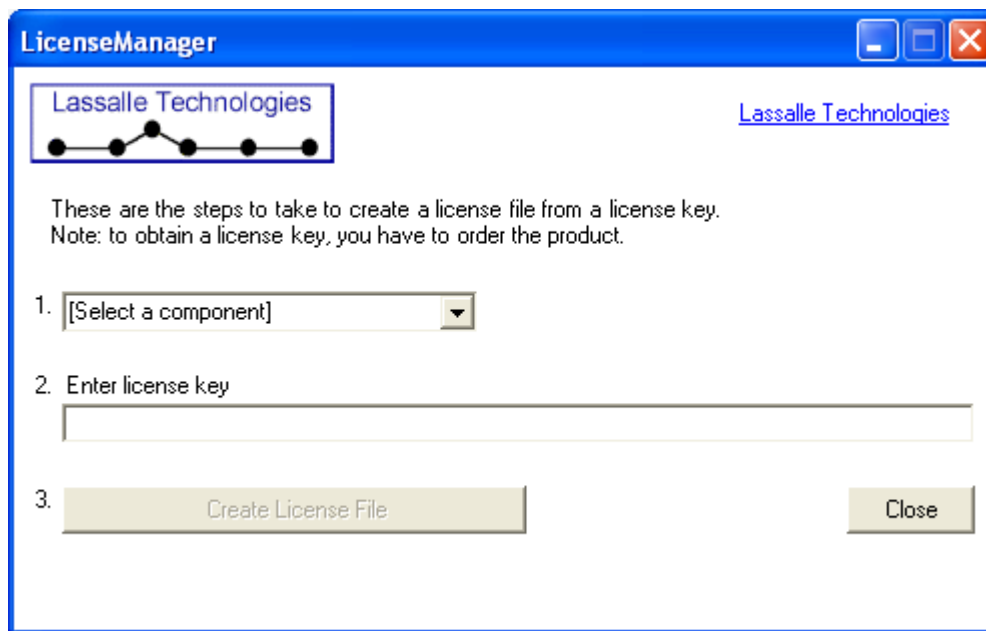 LicenseManager
Lassalle Technologies
Lassalle Technologies
These are the steps to take to create a license file from a license key.
Note: to obtain a license key, you have to order the product.
1. [Select a component]
2. Enter license key
3. Create License File
Close